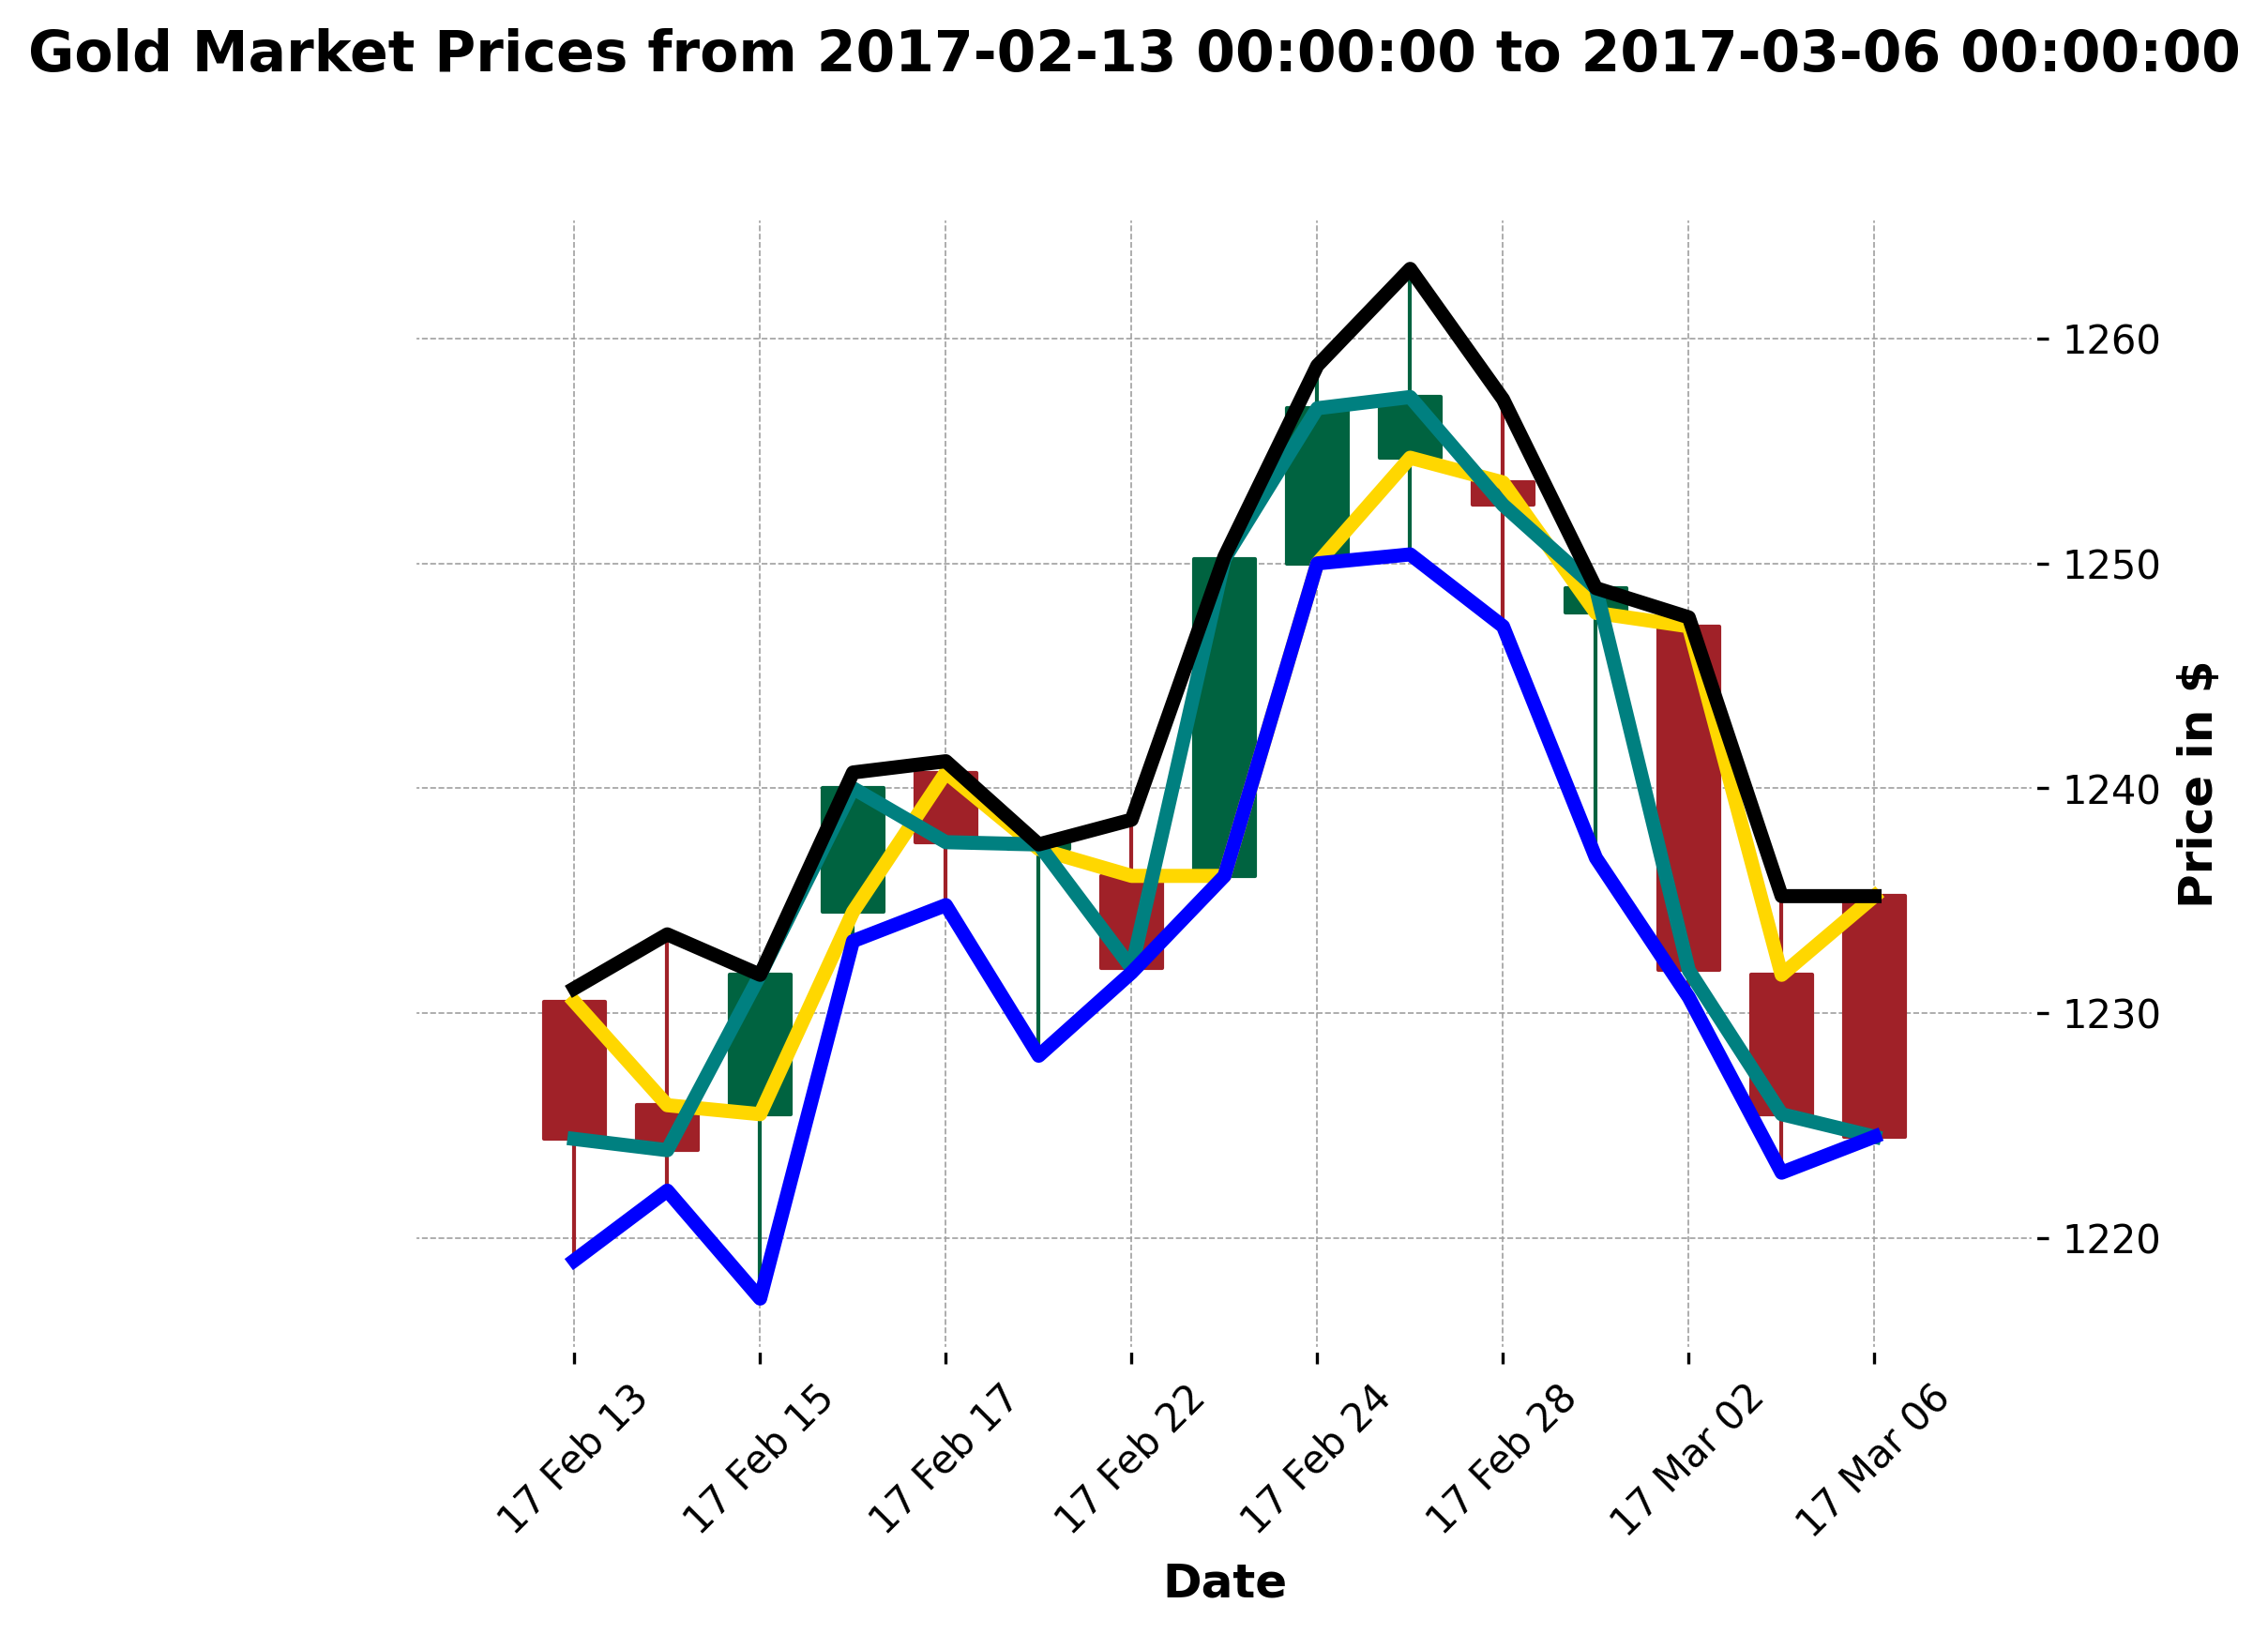 Gold Market Prices from 2017-02-13 00:00:00 to 2017-03-06 00:00:00
1260
1250
1240
1230
1220
Price in $
17 Feb 13
17 Feb 15
17 Feb 17
17 Feb 22
17 Feb 24
17 Feb 28
17 Mar 02
17 Mar 06
Date